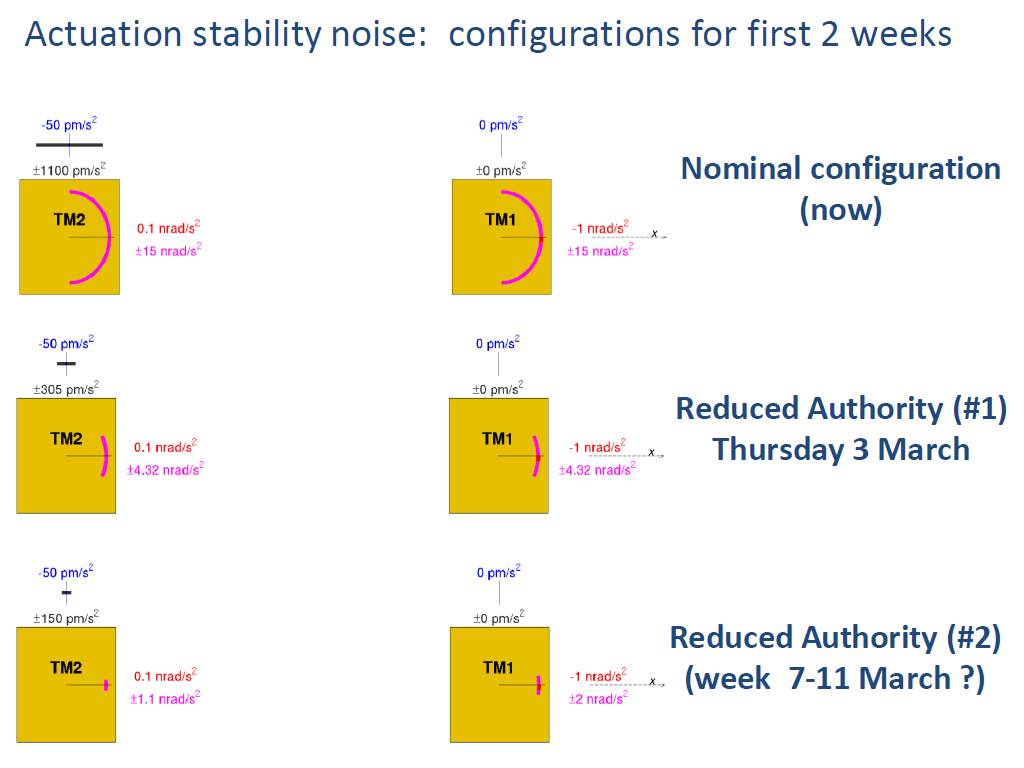 Actuation stability noise:  configurations for first 2 weeks
-50 pm/s²
±1100 pm/s²
TM2
0.1 nrad/s²
±15 nrad/s²
0 pm/s²
±0 pm/s²
TM1
-1 nrad/s²
±15 nrad/s²
x
Nominal configuration
(now)
-50 pm/s²
±305 pm/s²
TM2
0.1 nrad/s²
±4.32 nrad/s²
0 pm/s²
±0 pm/s²
TM1
-1 nrad/s²
±4.32 nrad/s²
x
Reduced Authority (#1)
Thursday 3 March
-50 pm/s²
±150 pm/s²
TM2
0.1 nrad/s²
±1.1 nrad/s²
0 pm/s²
±0 pm/s²
TM1
-1 nrad/s²
±2 nrad/s²
x
Reduced Authority (#2)
(week  7-11 March ?)